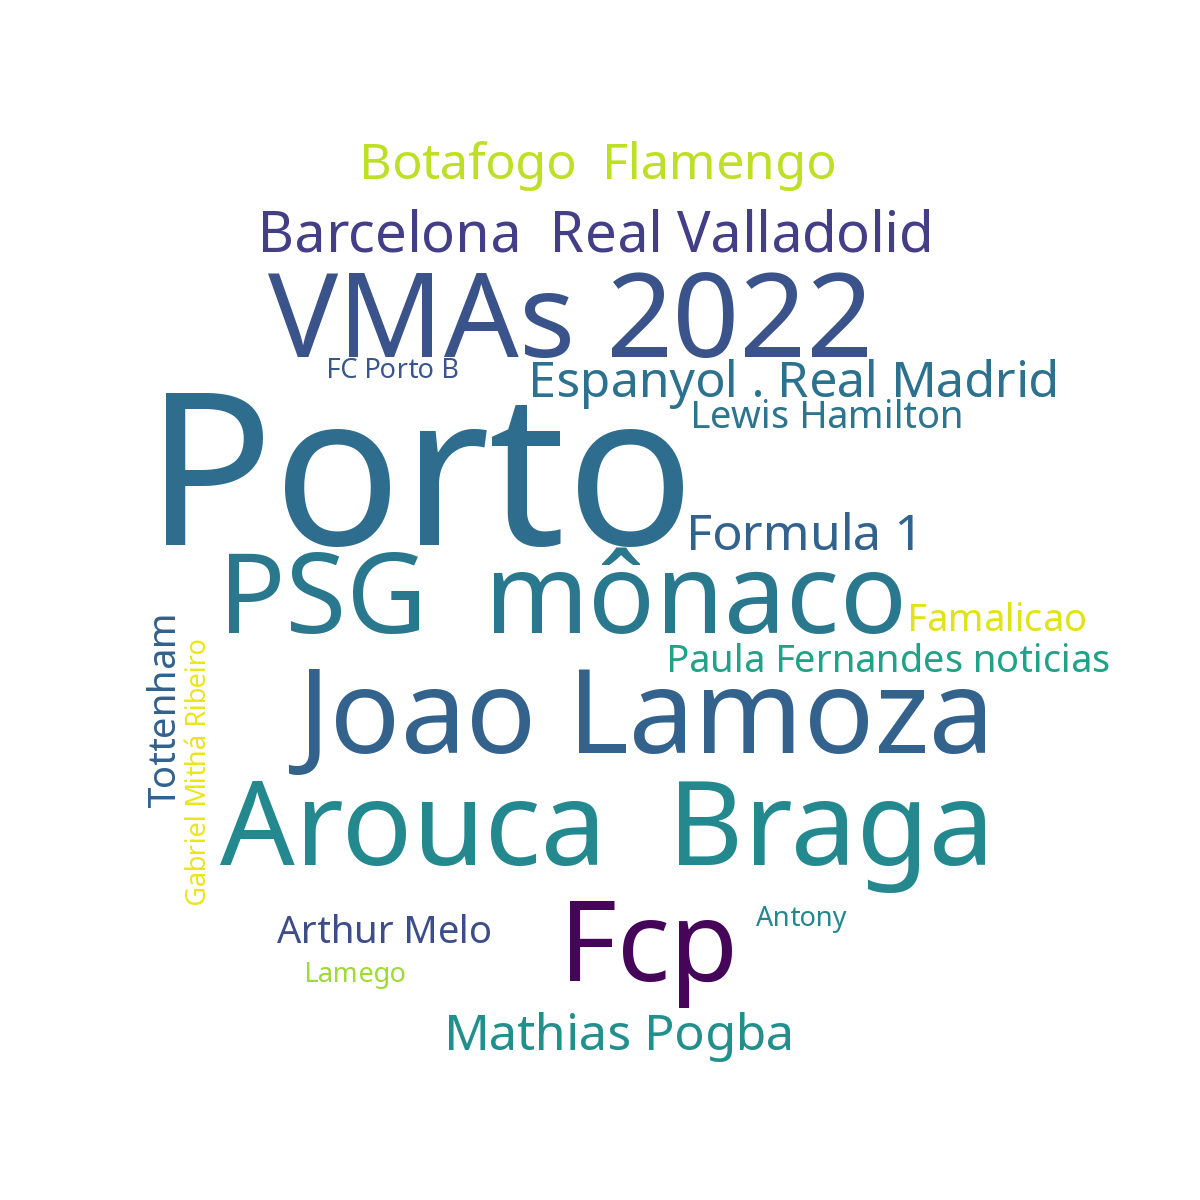 Botafogo  Flamengo
Barcelona  Real Valladolid
VMAs 2022
FC Porto B
Espanyol . Real Madrid
Lewis Hamilton
Porto
Formula 1
PSG  mônaco
Famalicao
Paula Fernandes noticias
Tottenham
Gabriel Mithá Ribeiro
Joao Lamoza
Arouca  Braga
Fcp
Antony
Arthur Melo
Lamego
Mathias Pogba